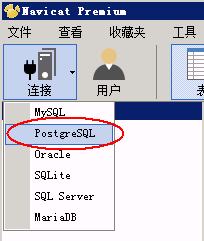 Navicat Premium
文件 查看 收藏夹 工具
连接 用户 表
MySQL
PostgreSQL
Oracle
SQLite
SQL Server
MariaDB